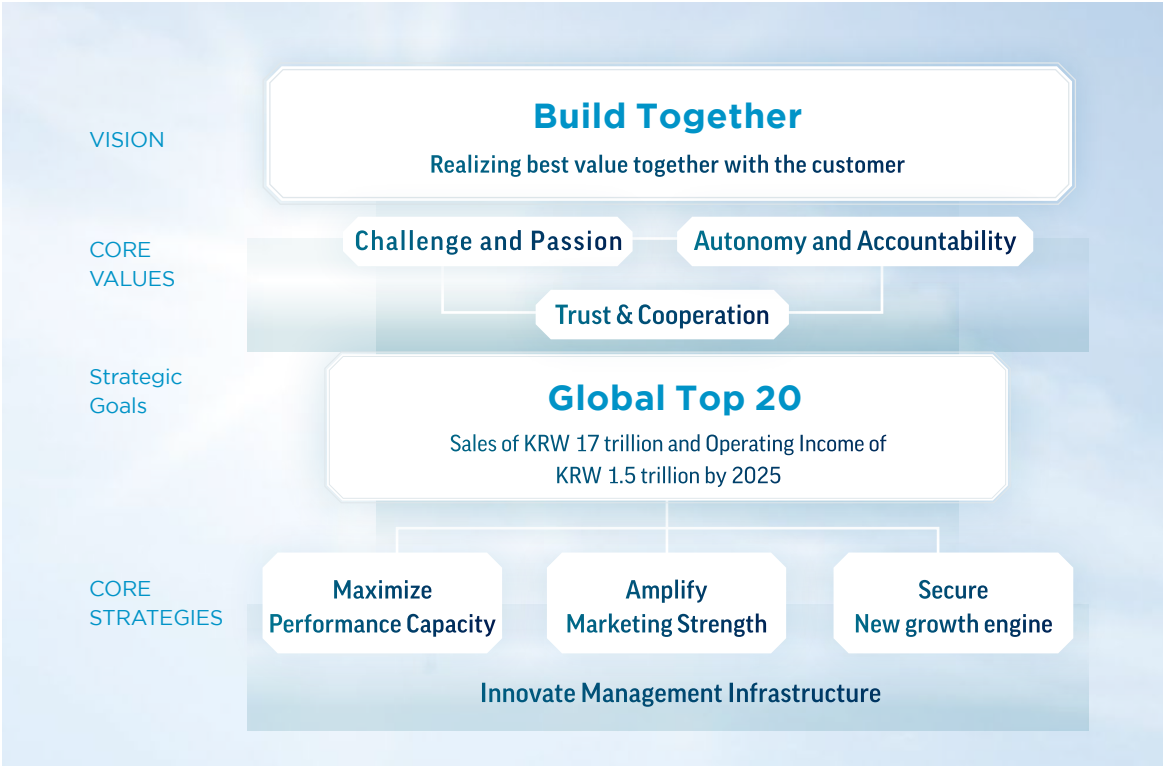 VISION
Build Together
Realizing best value together with the customer
CORE
VALUES
Challenge and Passion
Autonomy and Accountability
Trust & Cooperation
Strategic
Goals
Global Top 20
Sales of KRW 17 trillion and Operating Income of
KRW 1.5 trillion by 2025
CORE
STRATEGIES
Maximize
Performance Capacity
Amplify
Marketing Strength
Secure
New growth engine
Innovate Management Infrastructure